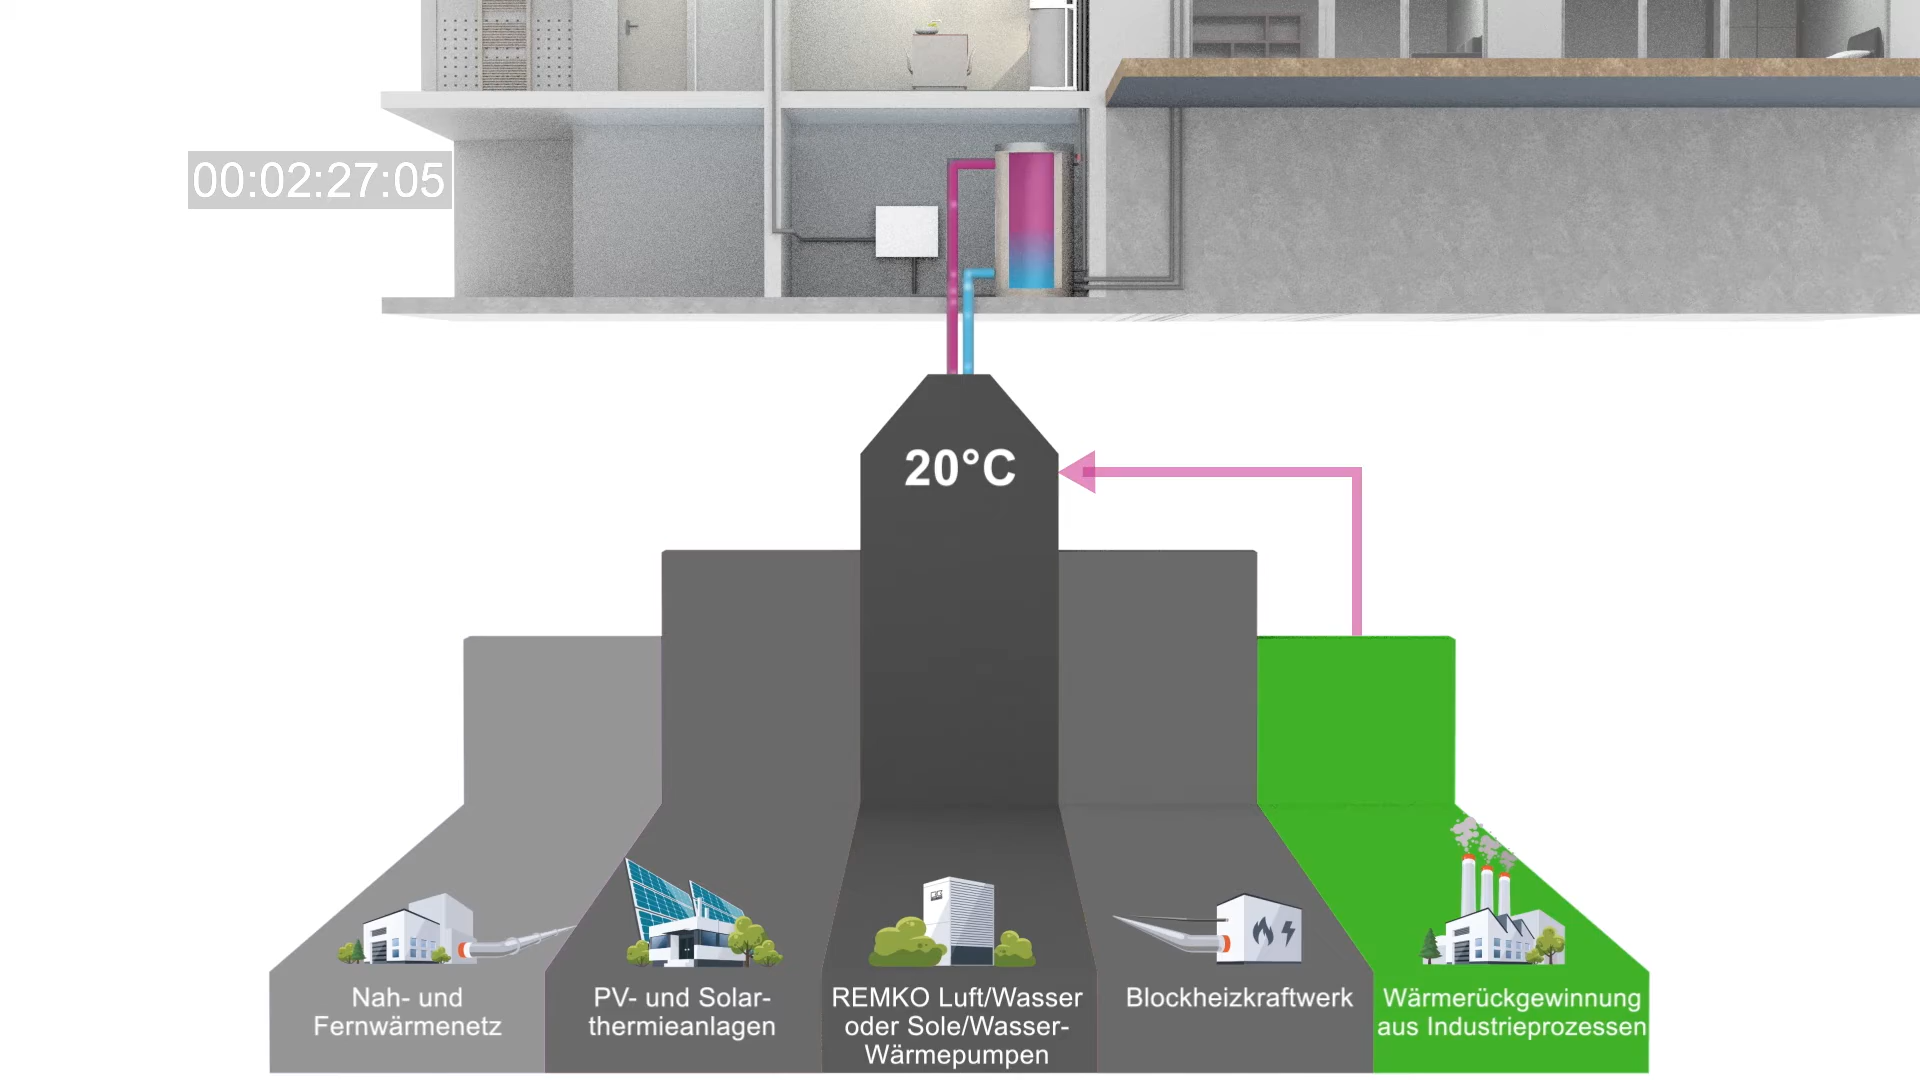 00:02:27:05
20°C
Nah- und
Fernwärmenetz
PV- und Solar-
thermieanlagen
REMKO Luft/Wasser
oder Sole/Wasser-
Wärmepumpen
Blockheizkraftwerk
Wärmerückgewinnung
aus Industrieprozessen